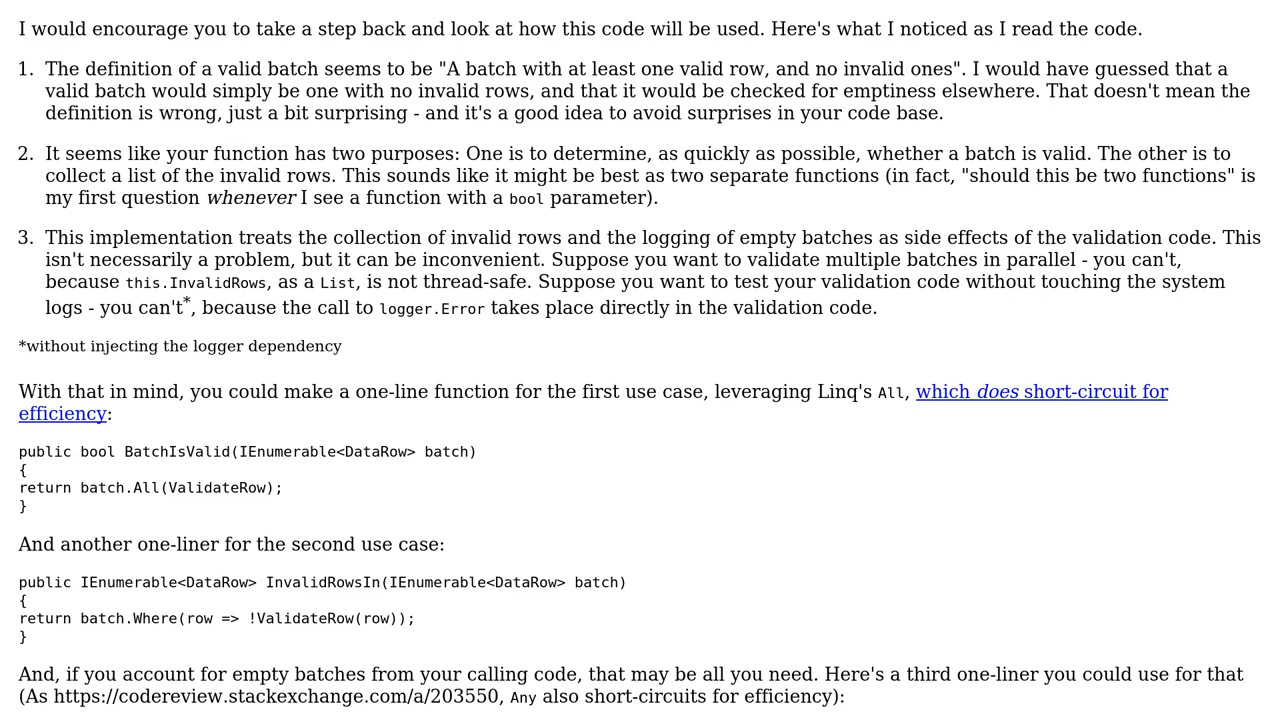 I would encourage you to take a step back and look at how this code will be used. Here's what I noticed as I read the code.
1. The definition of a valid batch seems to be "A batch with at least one valid row, and no invalid ones". I would have guessed that a
valid batch would simply be one with no invalid rows, and that it would be checked for emptiness elsewhere. That doesn't mean the
definition is wrong, just a bit surprising - and it's a good idea to avoid surprises in your code base.
2. It seems like your function has two purposes: One is to determine, as quickly as possible, whether a batch is valid. The other is to
collect a list of the invalid rows. This sounds like it might be best as two separate functions (in fact, "should this be two functions" is
my first question whenever I see a function with a bool parameter).
3. This implementation treats the collection of invalid rows and the logging of empty batches as side effects of the validation code. This
isn't necessarily a problem, but it can be inconvenient. Suppose you want to validate multiple batches in parallel - you can't,
because this.InvalidRows, as a List, is not thread-safe. Suppose you want to test your validation code without touching the system
logs - you can't*, because the call to logger.Error takes place directly in the validation code.
*without injecting the logger dependency
With that in mind, you could make a one-line function for the first use case, leveraging Linq's All, which does short-circuit for
efficiency:
public bool BatchIsValid(IEnumerable<DataRow> batch)
{
return batch.All(ValidateRow);
}
And another one-liner for the second use case:
public IEnumerable<DataRow> InvalidRowsIn(IEnumerable<DataRow> batch)
{
return batch.Where(row => !ValidateRow(row));
}
And, if you account for empty batches from your calling code, that may be all you need. Here's a third one-liner you could use for that
(As https://codereview.stackexchange.com/a/203550, Any also short-circuits for efficiency):